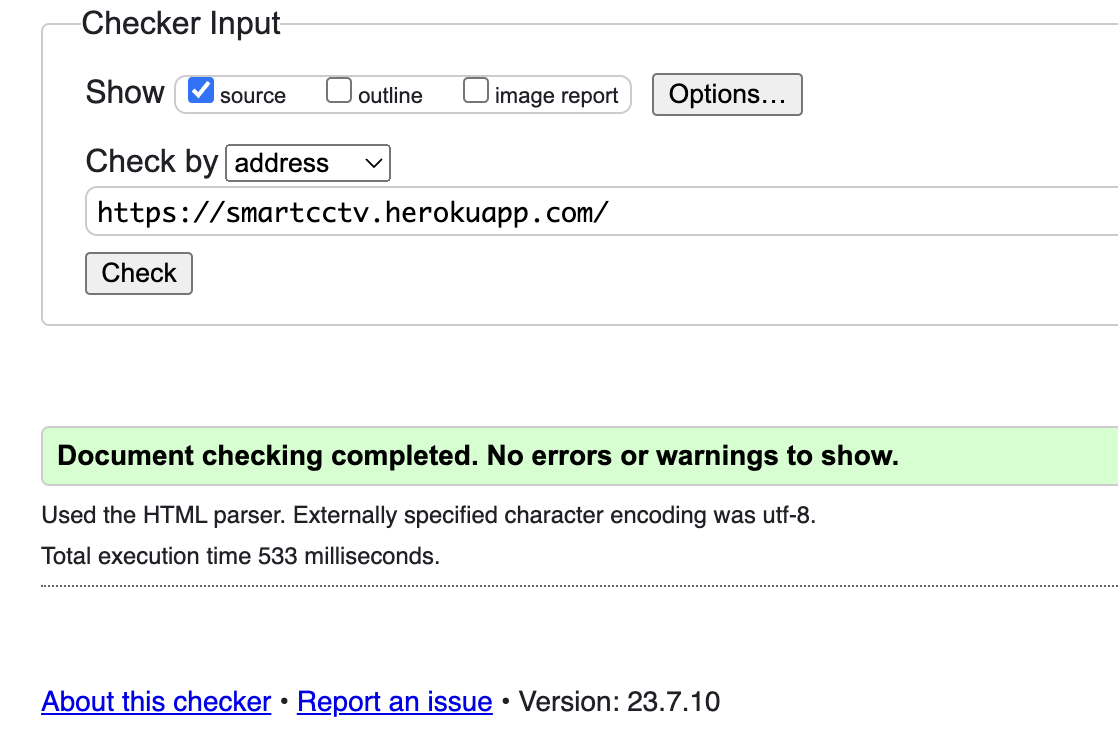 Checker Input
Show source outline image report Options…
Check by address
https://smartcctv.herokuapp.com/
Check
Document checking completed. No errors or warnings to show.
Used the HTML parser. Externally specified character encoding was utf-8.
Total execution time 533 milliseconds.
About this checker • Report an issue • Version: 23.7.10